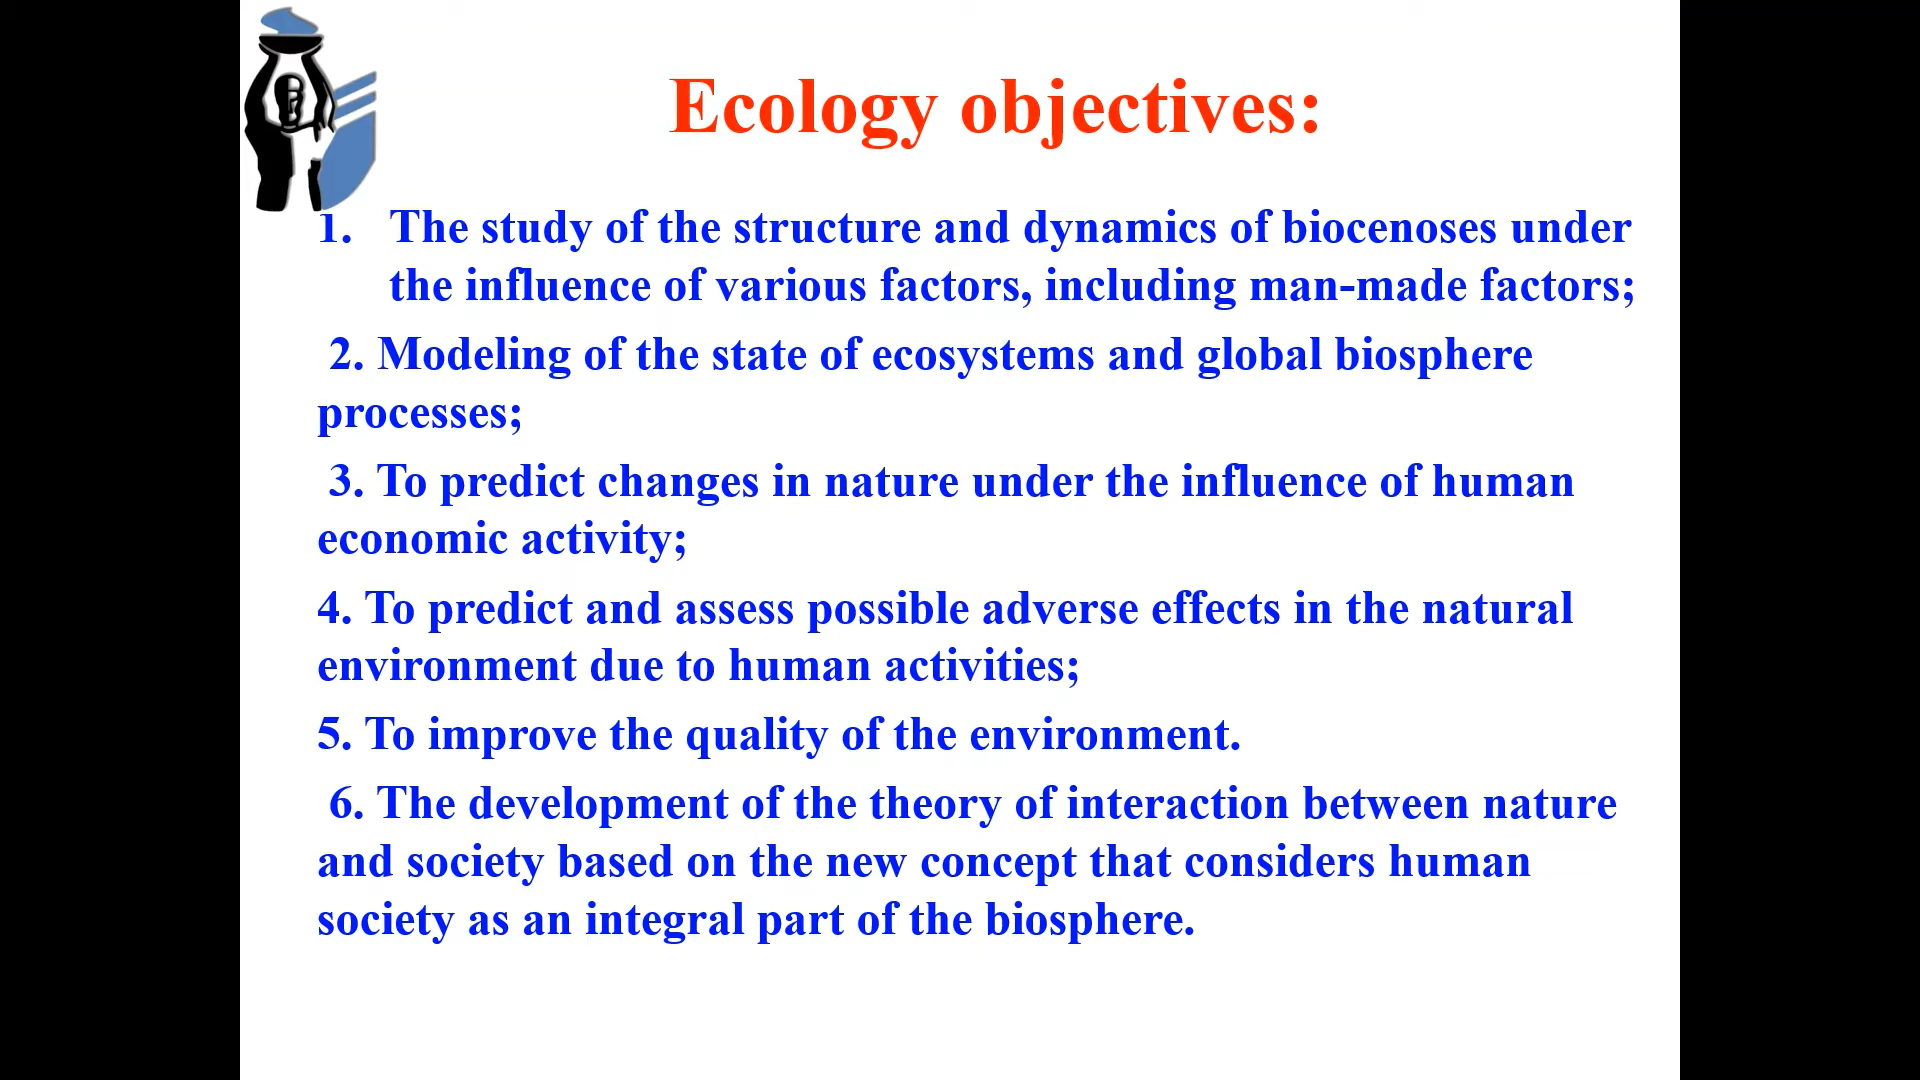 Ecology objectives:
1. The study of the structure and dynamics of biocenoses under
the influence of various factors, including man-made factors;
2. Modeling of the state of ecosystems and global biosphere
processes;
3. To predict changes in nature under the influence of human
economic activity;
4. To predict and assess possible adverse effects in the natural
environment due to human activities;
5. To improve the quality of the environment.
6. The development of the theory of interaction between nature
and society based on the new concept that considers human
society as an integral part of the biosphere.